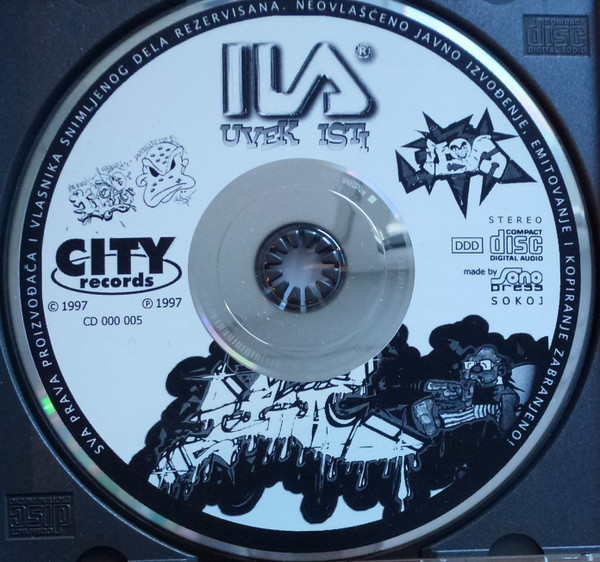 SVA PRAVA PROIZVOĐAČA I VLASNIKA SNIMLJENOG DELA REZERVISANA. NEOVLAŠĆENO JAVNO IZVOĐENJE, EMITOVANJE I KOPIRANJE ZABRANJENO!
ILA®
UVEK ISTI
CITY
records
© 1997 ℗ 1997
CD 000 005
STEREO
DDD COMPACT
disc
DIGITAL AUDIO
made by sono
press
SOKOJ
COMPACT
disc
DIGITAL AUDIO